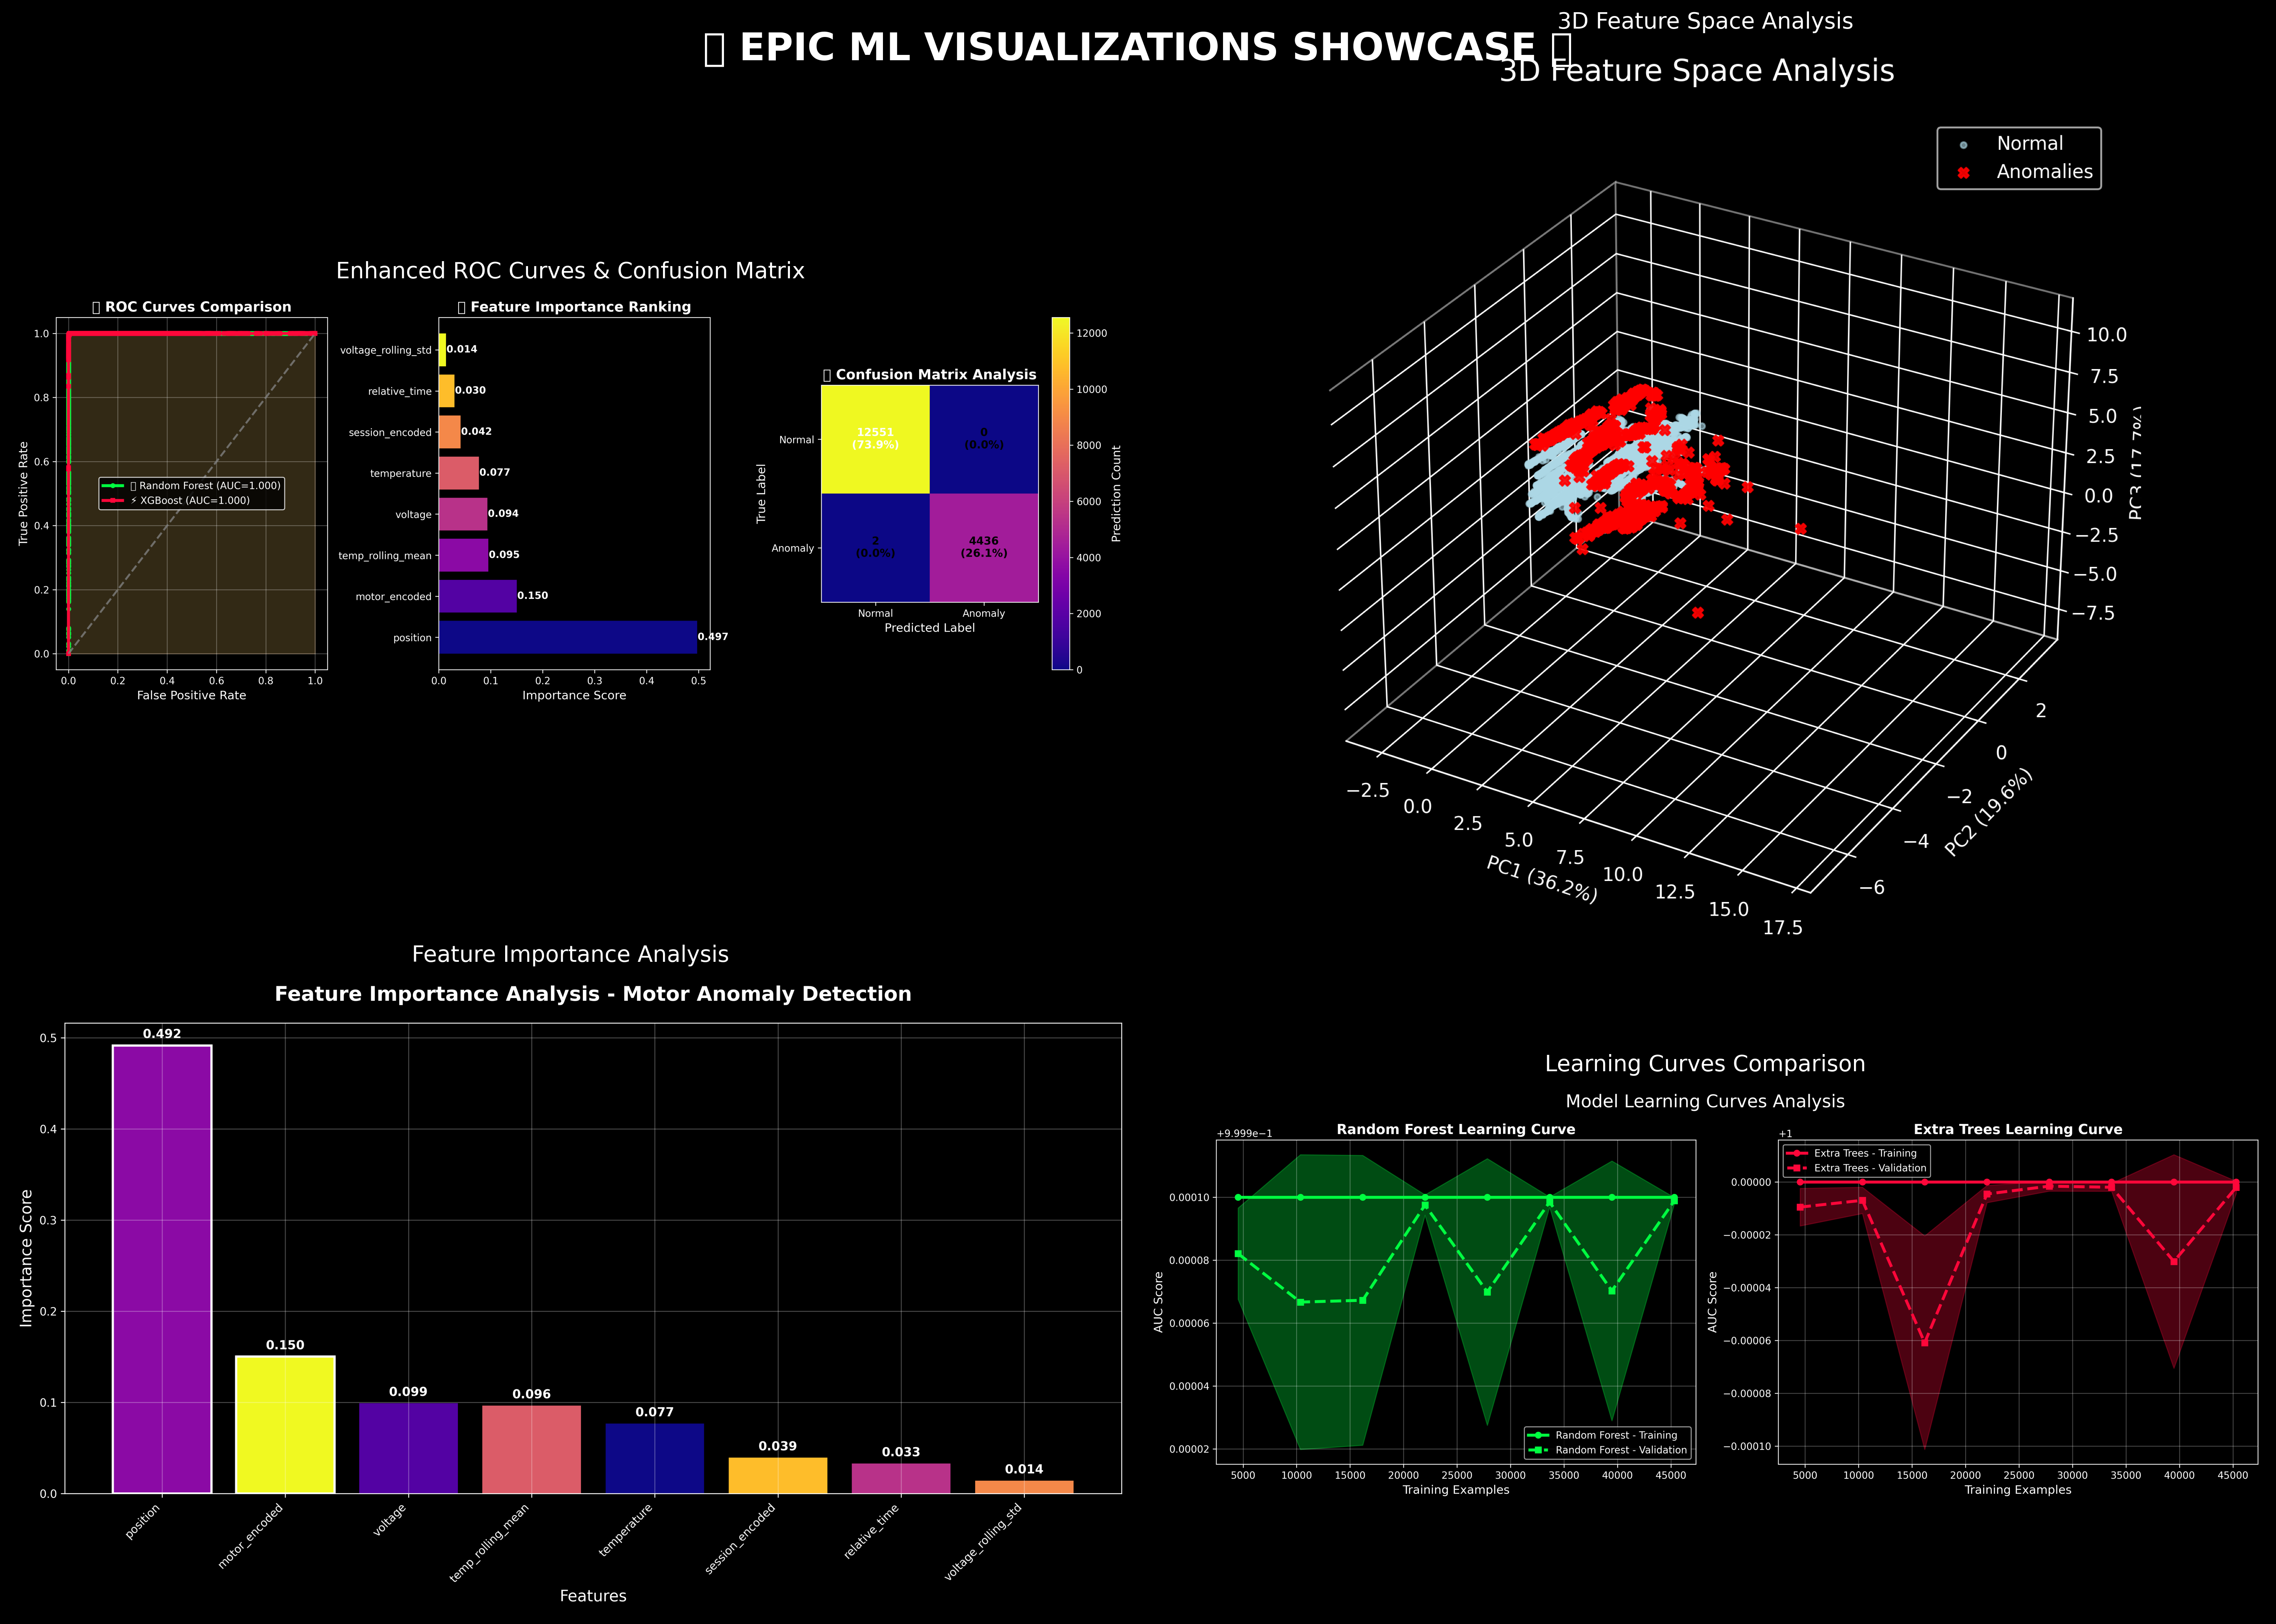 EPIC ML VISUALIZATIONS SHOWCASE
3D Feature Space Analysis
3D Feature Space Analysis
Normal
Anomalies
10.0
7.5
5.0
2.5
0.0
−2.5
−5.0
−7.5
2
0
−2
−4
−6
PC2 (19.6%)
−2.5
0.0
2.5
5.0
7.5
10.0
12.5
15.0
17.5
PC1 (36.2%)
Enhanced ROC Curves & Confusion Matrix
ROC Curves Comparison
1.0
0.8
0.6
0.4
0.2
0.0
True Positive Rate
Random Forest (AUC=1.000)
⚡ XGBoost (AUC=1.000)
0.0 0.2 0.4 0.6 0.8 1.0
False Positive Rate
Feature Importance Ranking
voltage_rolling_std 0.014
relative_time 0.030
session_encoded 0.042
temperature 0.077
voltage 0.094
temp_rolling_mean 0.095
motor_encoded 0.150
position 0.497
0.0 0.1 0.2 0.3 0.4 0.5
Importance Score
Confusion Matrix Analysis
True Label
Normal
12551
(73.9%)
0
(0.0%)
Anomaly
2
(0.0%)
4436
(26.1%)
Normal Anomaly
Predicted Label
12000
10000
8000
6000
4000
2000
0
Prediction Count
Feature Importance Analysis
Feature Importance Analysis - Motor Anomaly Detection
Importance Score
0.5
0.4
0.3
0.2
0.1
0.0
0.492
0.150
0.099
0.096
0.077
0.039
0.033
0.014
position
motor_encoded
voltage
temp_rolling_mean
temperature
session_encoded
relative_time
voltage_rolling_std
Features
Learning Curves Comparison
Model Learning Curves Analysis
Random Forest Learning Curve
+9.999e−1
0.00010
0.00008
0.00006
0.00004
0.00002
AUC Score
Random Forest - Training
Random Forest - Validation
5000 10000 15000 20000 25000 30000 35000 40000 45000
Training Examples
Extra Trees Learning Curve
+1
Extra Trees - Training
Extra Trees - Validation
0.00000
−0.00002
−0.00004
−0.00006
−0.00008
−0.00010
AUC Score
5000 10000 15000 20000 25000 30000 35000 40000 45000
Training Examples